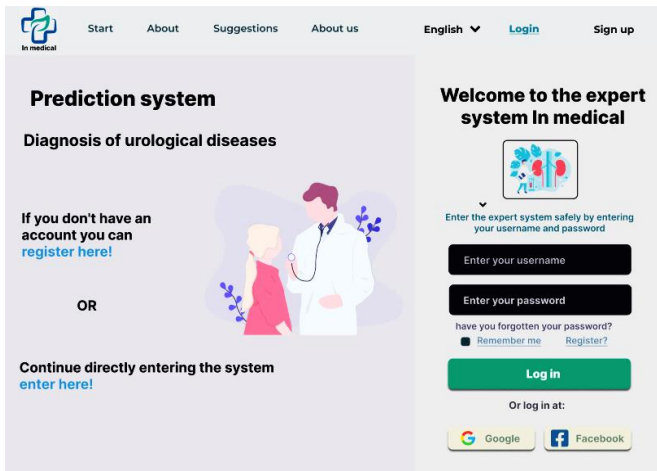 In medical
Start
About
Suggestions
About us
English
Login
Sign up
Prediction system
Diagnosis of urological diseases
If you don't have an
account you can
register here!
OR
Continue directly entering the system
enter here!
Welcome to the expert
system In medical
Enter the expert system safely by entering
your username and password
Enter your username
Enter your password
have you forgotten your password?
Remember me
Register?
Log in
Or log in at:
Google
Facebook